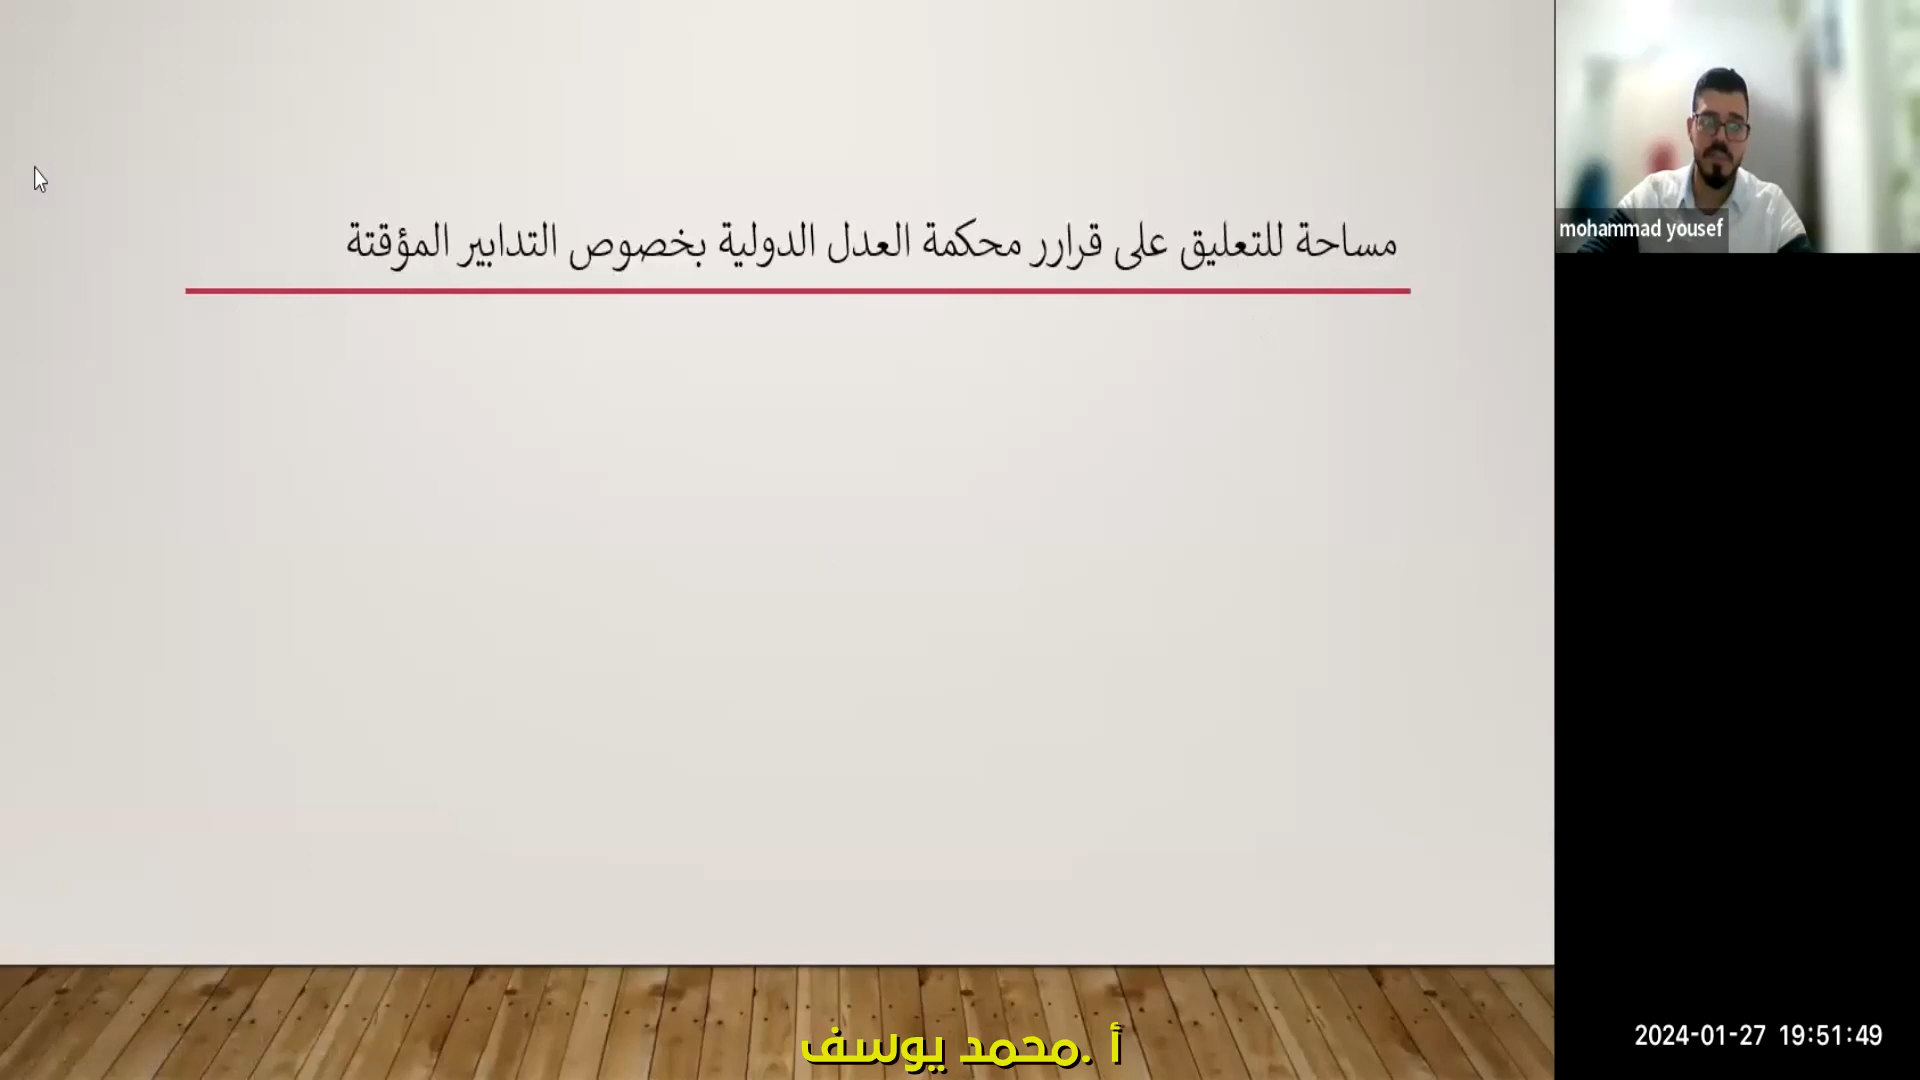 مساحة للتعليق على قرارر محكمة العدل الدولية بخصوص التدابير المؤقتة
mohammad yousef
أ .محمد يوسف
2024-01-27 19:51:49